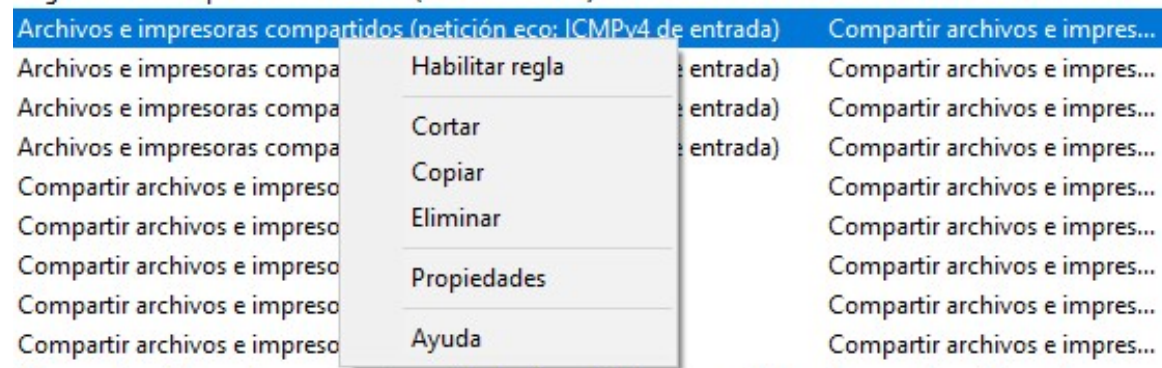 Archivos e impresoras compartidos (petición eco: ICMPv4 de entrada) Compartir archivos e impres...
Archivos e impresoras compa entrada) Compartir archivos e impres...
Habilitar regla
Archivos e impresoras compa entrada) Compartir archivos e impres...
Cortar
Archivos e impresoras compa entrada) Compartir archivos e impres...
Copiar
Compartir archivos e impreso Compartir archivos e impres...
Eliminar
Compartir archivos e impreso Compartir archivos e impres...
Compartir archivos e impreso Compartir archivos e impres...
Propiedades
Compartir archivos e impreso Compartir archivos e impres...
Ayuda
Compartir archivos e impreso Compartir archivos e impres...